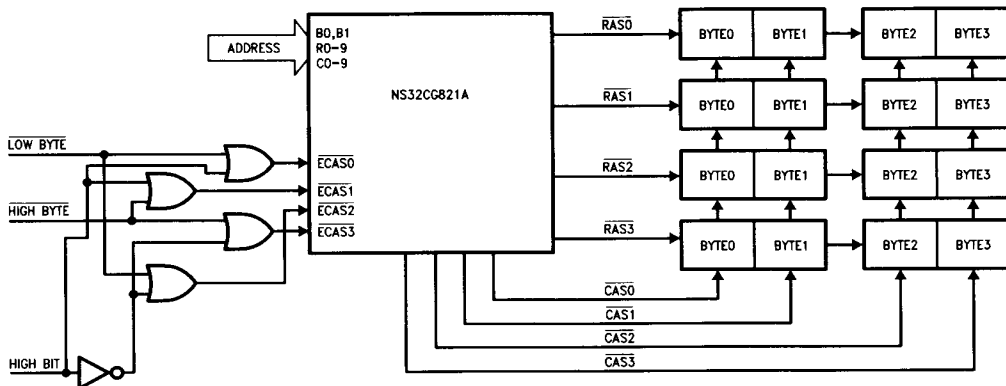 B0,B1
R0-9
C0-9
ADDRESS
NS32CG821A
LOW BYTE
HIGH BYTE
HIGH BIT
ECAS0
ECAS1
ECAS2
ECAS3
RAS0
BYTE0 BYTE1 BYTE2 BYTE3
RAS1
BYTE0 BYTE1 BYTE2 BYTE3
RAS2
BYTE0 BYTE1 BYTE2 BYTE3
RAS3
BYTE0 BYTE1 BYTE2 BYTE3
CAS0
CAS1
CAS2
CAS3